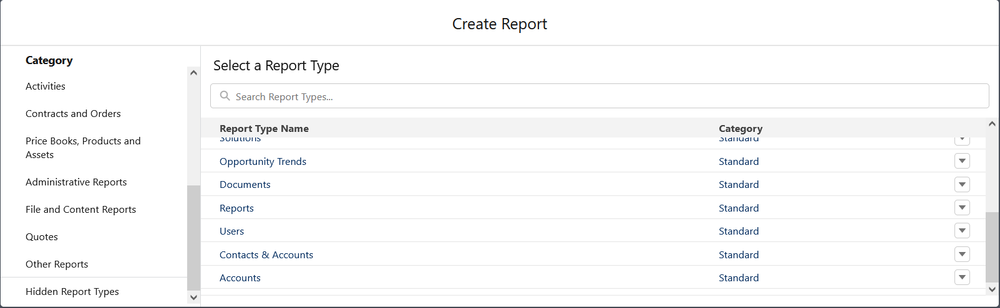 Create Report
Category
Activities
Contracts and Orders
Price Books, Products and
Assets
Administrative Reports
File and Content Reports
Quotes
Other Reports
Hidden Report Types
Select a Report Type
Search Report Types...
Report Type Name Category
Solutions Standard
Opportunity Trends Standard
Documents Standard
Reports Standard
Users Standard
Contacts & Accounts Standard
Accounts Standard